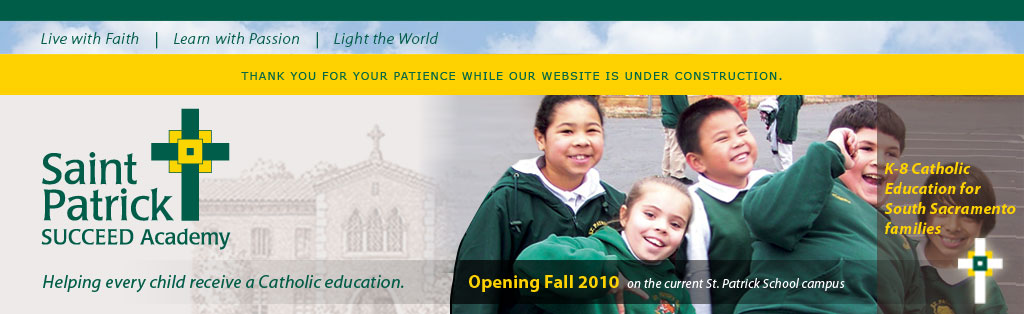 Live with Faith | Learn with Passion | Light the World
THANK YOU FOR YOUR PATIENCE WHILE OUR WEBSITE IS UNDER CONSTRUCTION.
Saint
Patrick
SUCCEED Academy
Helping every child receive a Catholic education.
Opening Fall 2010 on the current St. Patrick School campus
K-8 Catholic
Education for
South Sacramento
families